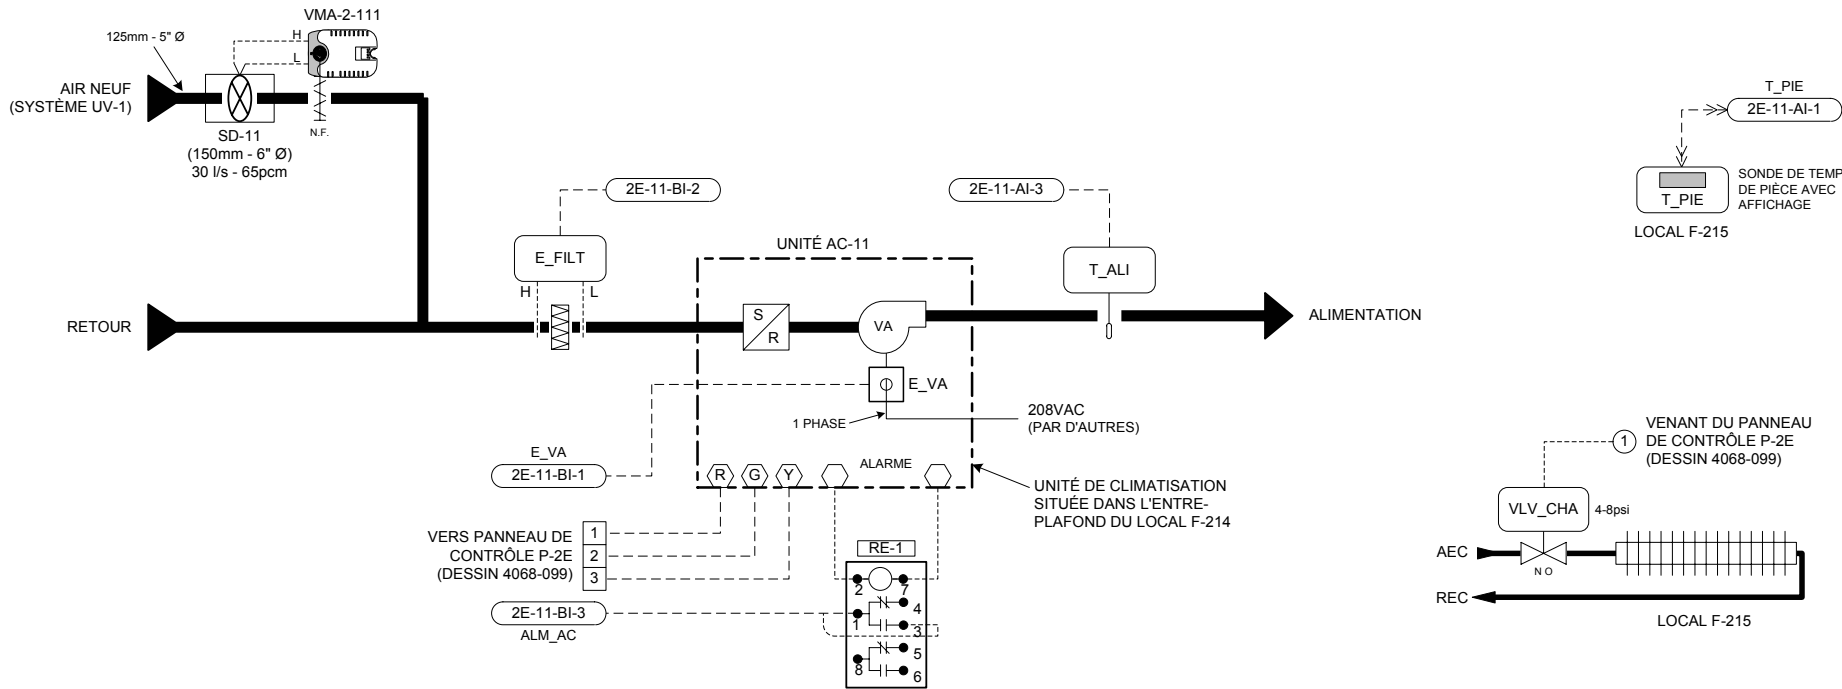 VMA-2-111
125mm - 5" Ø
H
L
AIR NEUF
(SYSTÈME UV-1)
N.F.
SD-11
(150mm - 6" Ø)
30 l/s - 65pcm
T_PIE
2E-11-AI-1
T_PIE
SONDE DE TEMP
DE PIÈCE AVEC
AFFICHAGE
LOCAL F-215
2E-11-BI-2
2E-11-AI-3
UNITÉ AC-11
E_FILT
H
L
T_ALI
RETOUR
S
R
VA
ALIMENTATION
E_VA
1 PHASE
208VAC
(PAR D'AUTRES)
E_VA
2E-11-BI-1
R
G
Y
ALARME
UNITÉ DE CLIMATISATION
SITUÉE DANS L'ENTRE-
PLAFOND DU LOCAL F-214
VERS PANNEAU DE
CONTRÔLE P-2E
(DESSIN 4068-099)
1
2
3
RE-1
2
7
4
1
3
5
8
6
2E-11-BI-3
ALM_AC
1
VENANT DU PANNEAU
DE CONTRÔLE P-2E
(DESSIN 4068-099)
VLV_CHA
4-8psi
AEC
N O
REC
LOCAL F-215